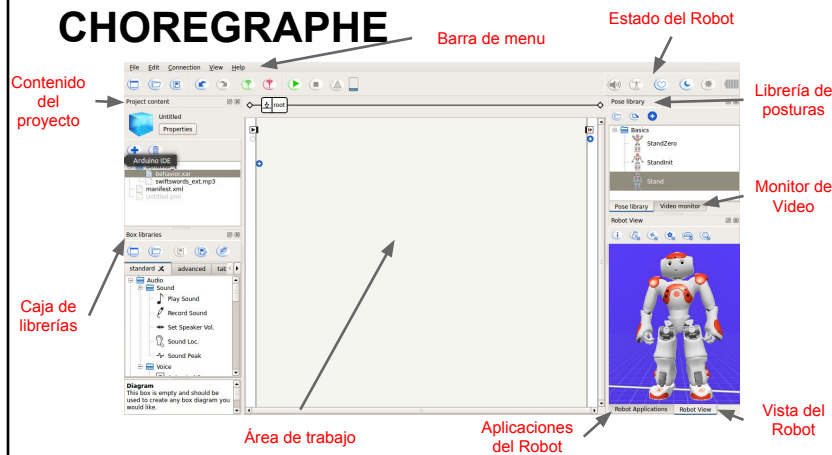 CHOREGRAPHE
Barra de menu
Estado del Robot
Contenido
del
proyecto
Librería de
posturas
Monitor de
Video
Caja de
librerías
Área de trabajo
Aplicaciones
del Robot
Vista del
Robot
File Edit Connection View Help
Project content
Untitled
Properties
Arduino IDE
behavior.xar
swiftswords_ext.mp3
manifest.xml
Untitled.pml
Box libraries
standard advanced
Audio
Sound
Play Sound
Record Sound
Set Speaker Vol.
Sound Loc.
Sound Peak
Voice
Diagram
This box is empty and should be
used to create any box diagram you
would like.
root
Pose library
Basics
StandZero
StandInit
Stand
Pose library Video monitor
Robot View
Robot Applications Robot View